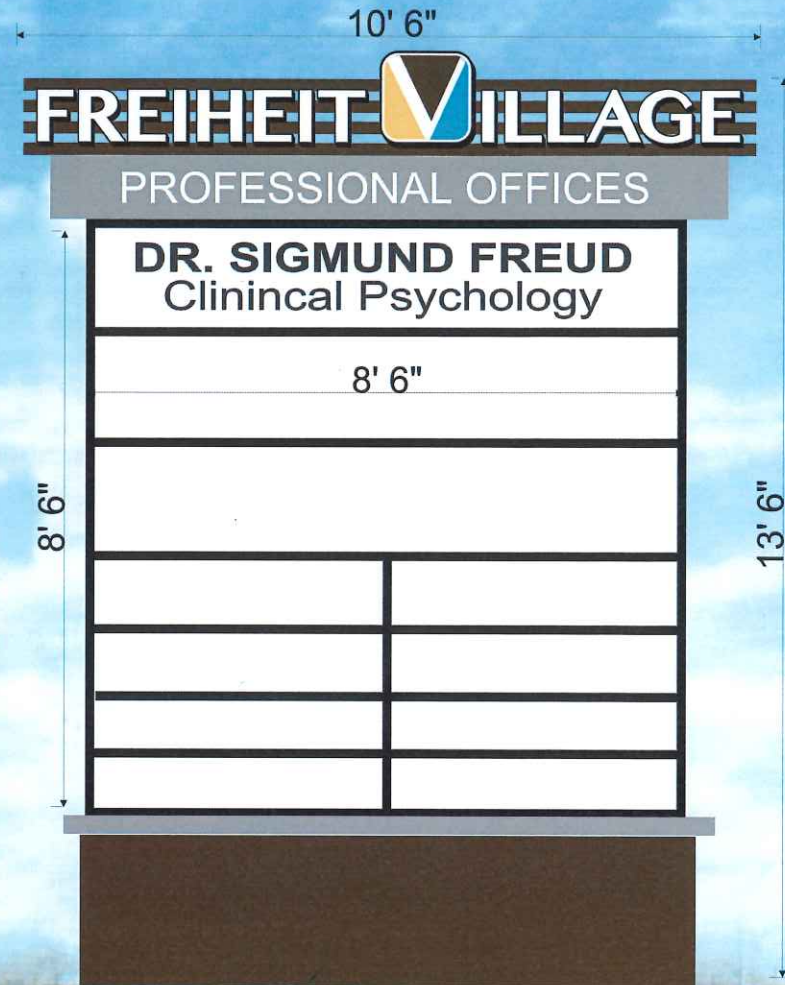 10' 6"
FREIHEIT VILLAGE
PROFESSIONAL OFFICES
DR. SIGMUND FREUD
Clinincal Psychology
8' 6"
8' 6"
13' 6"